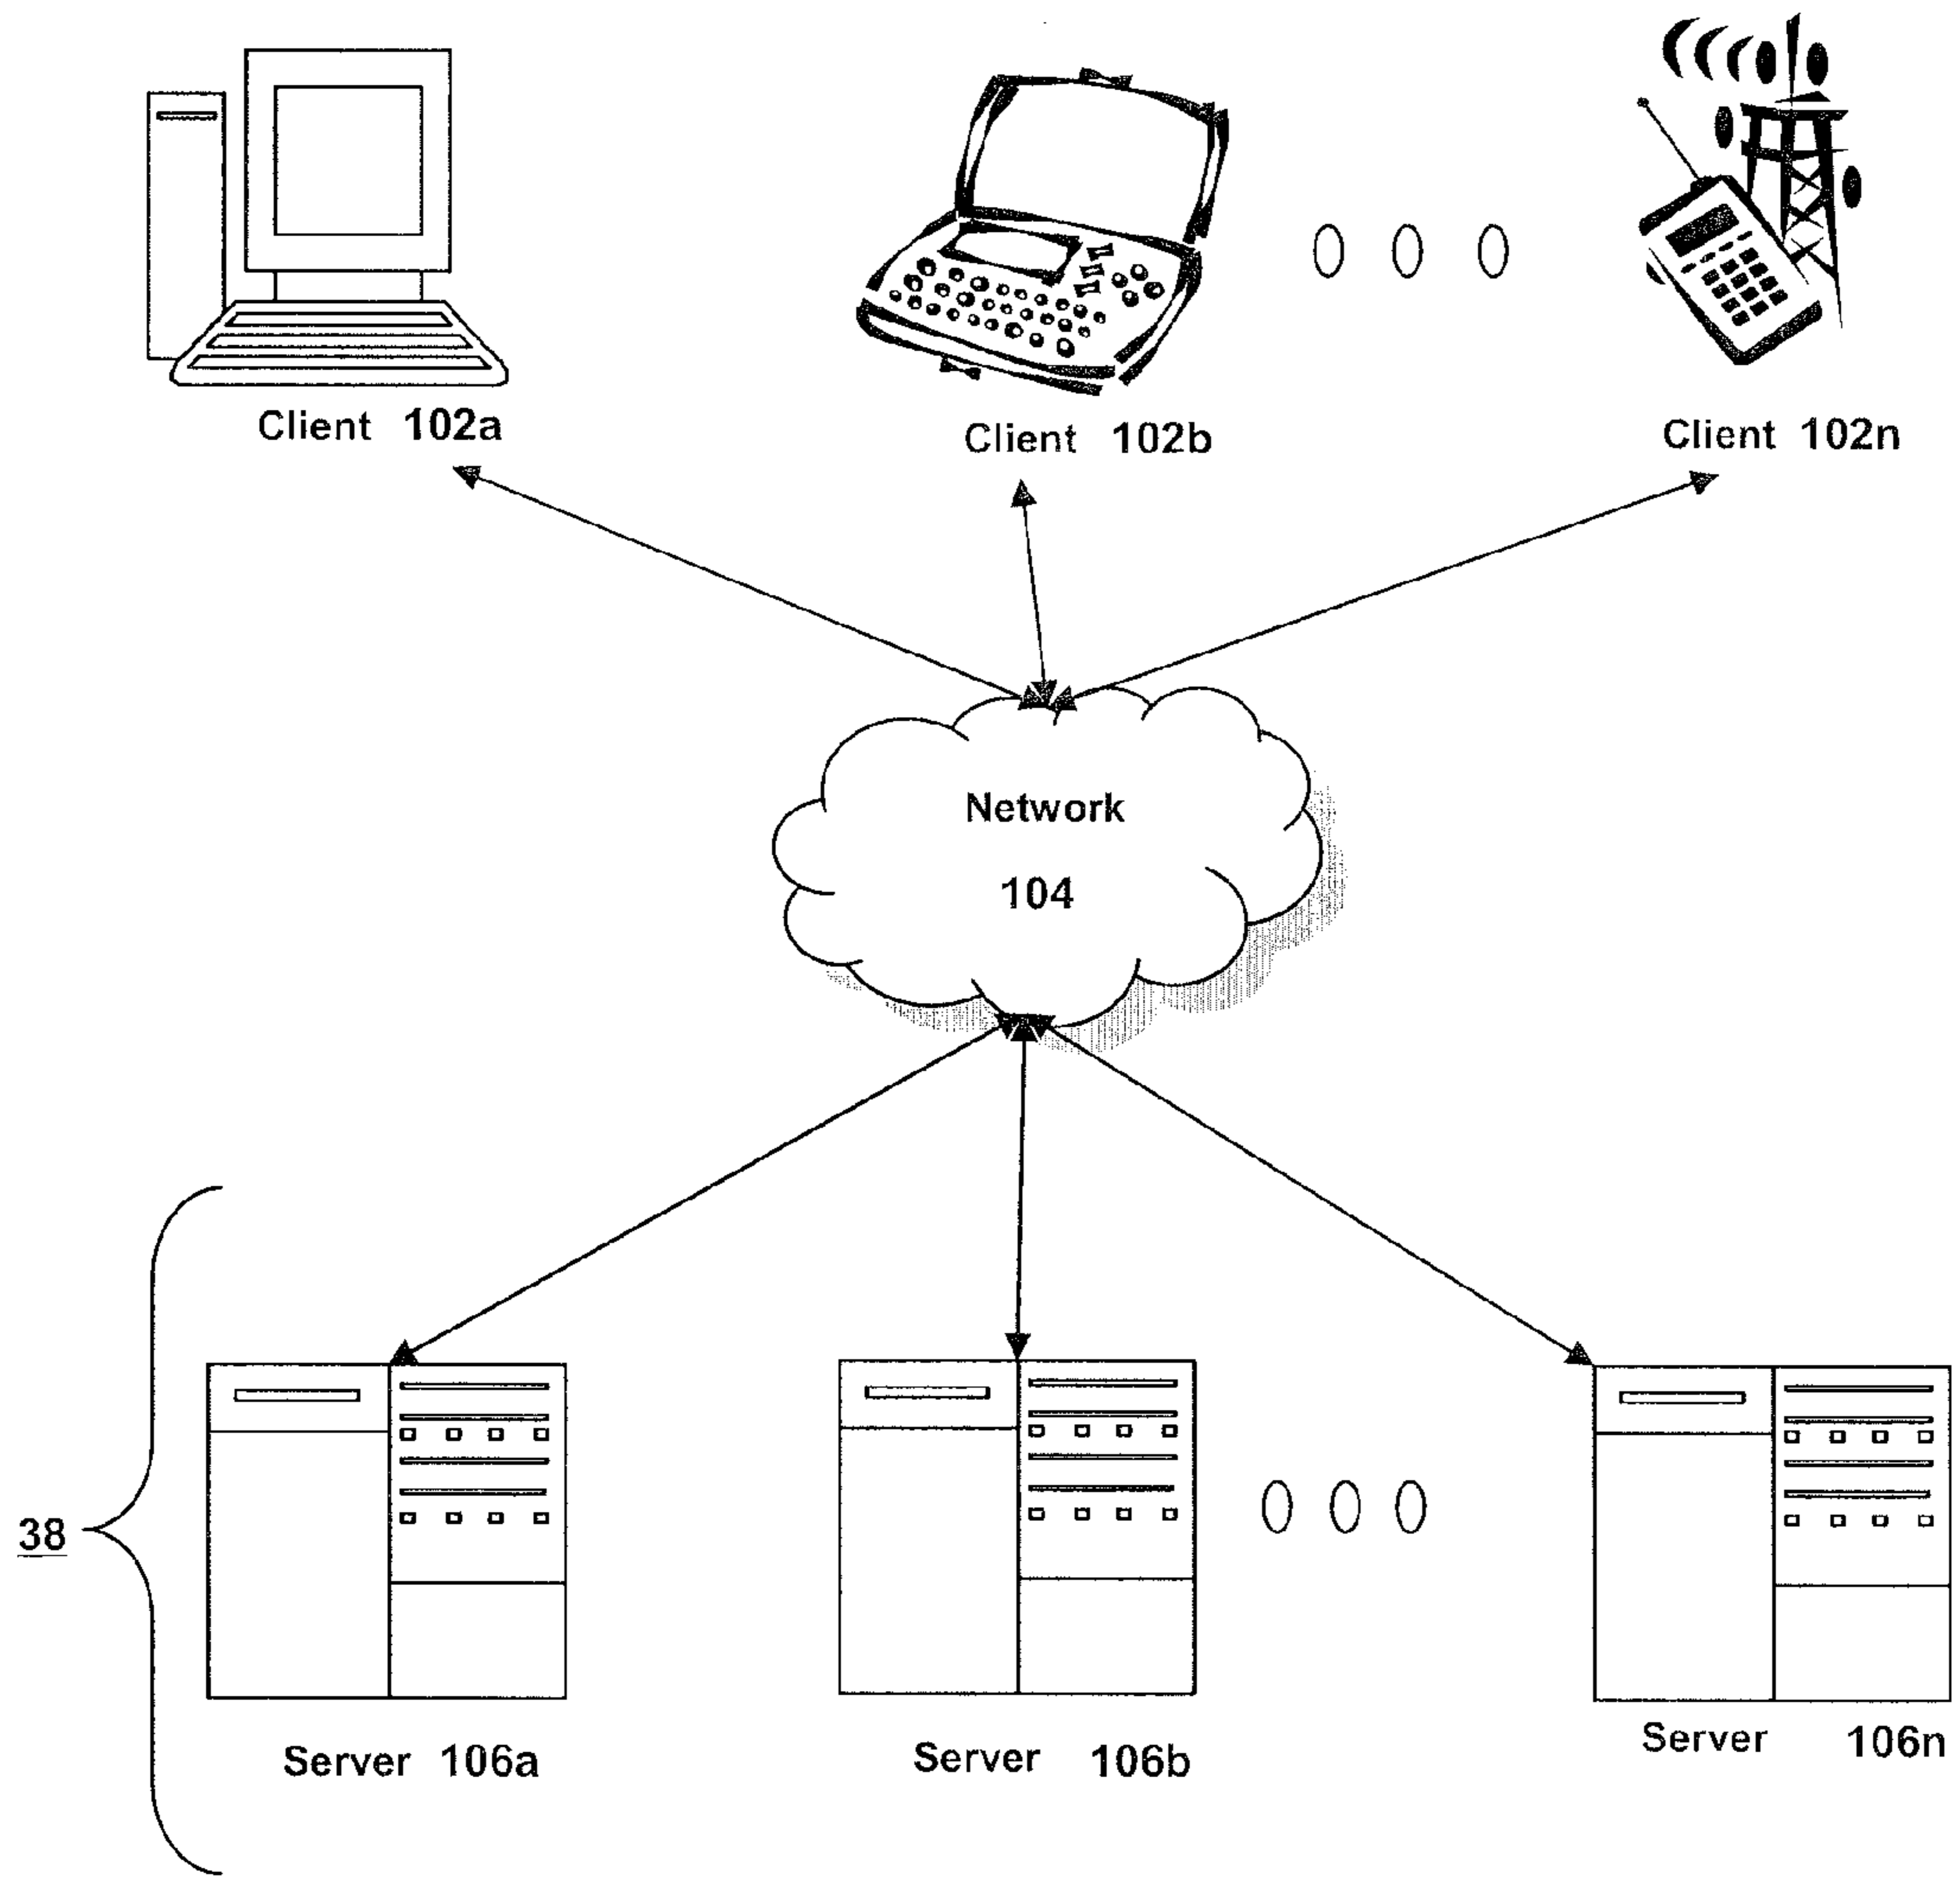 Client 102a
Client 102b
Client 102n
Network
104
38
Server 106a
Server 106b
Server 106n